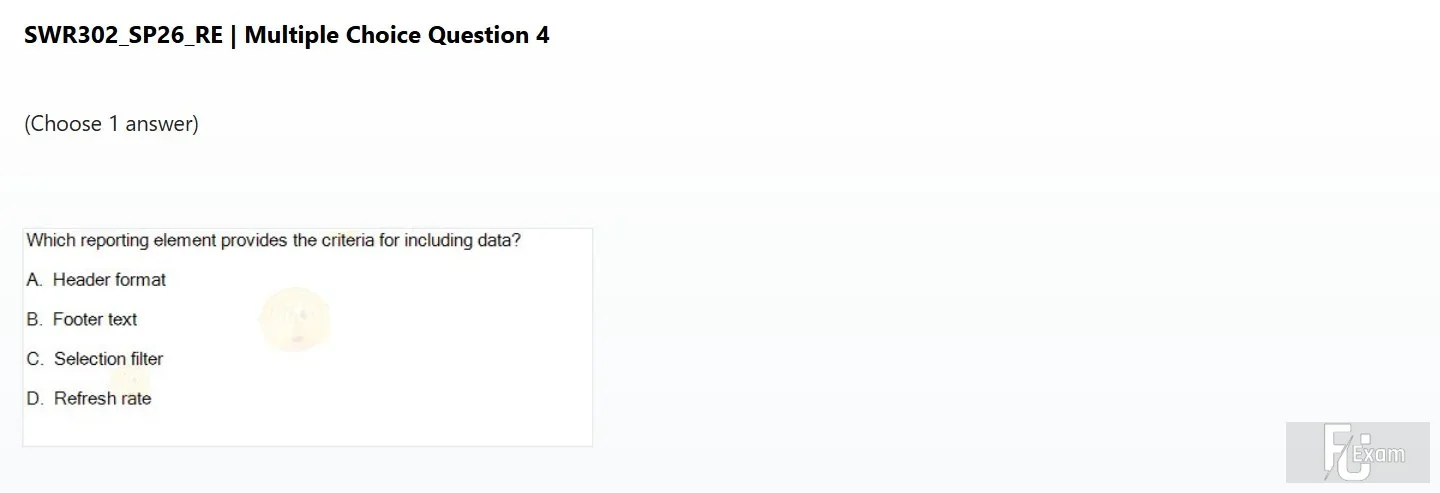 SWR302_SP26_RE | Multiple Choice Question 4
(Choose 1 answer)
Which reporting element provides the criteria for including data?
A. Header format
B. Footer text
C. Selection filter
D. Refresh rate
FU Exam